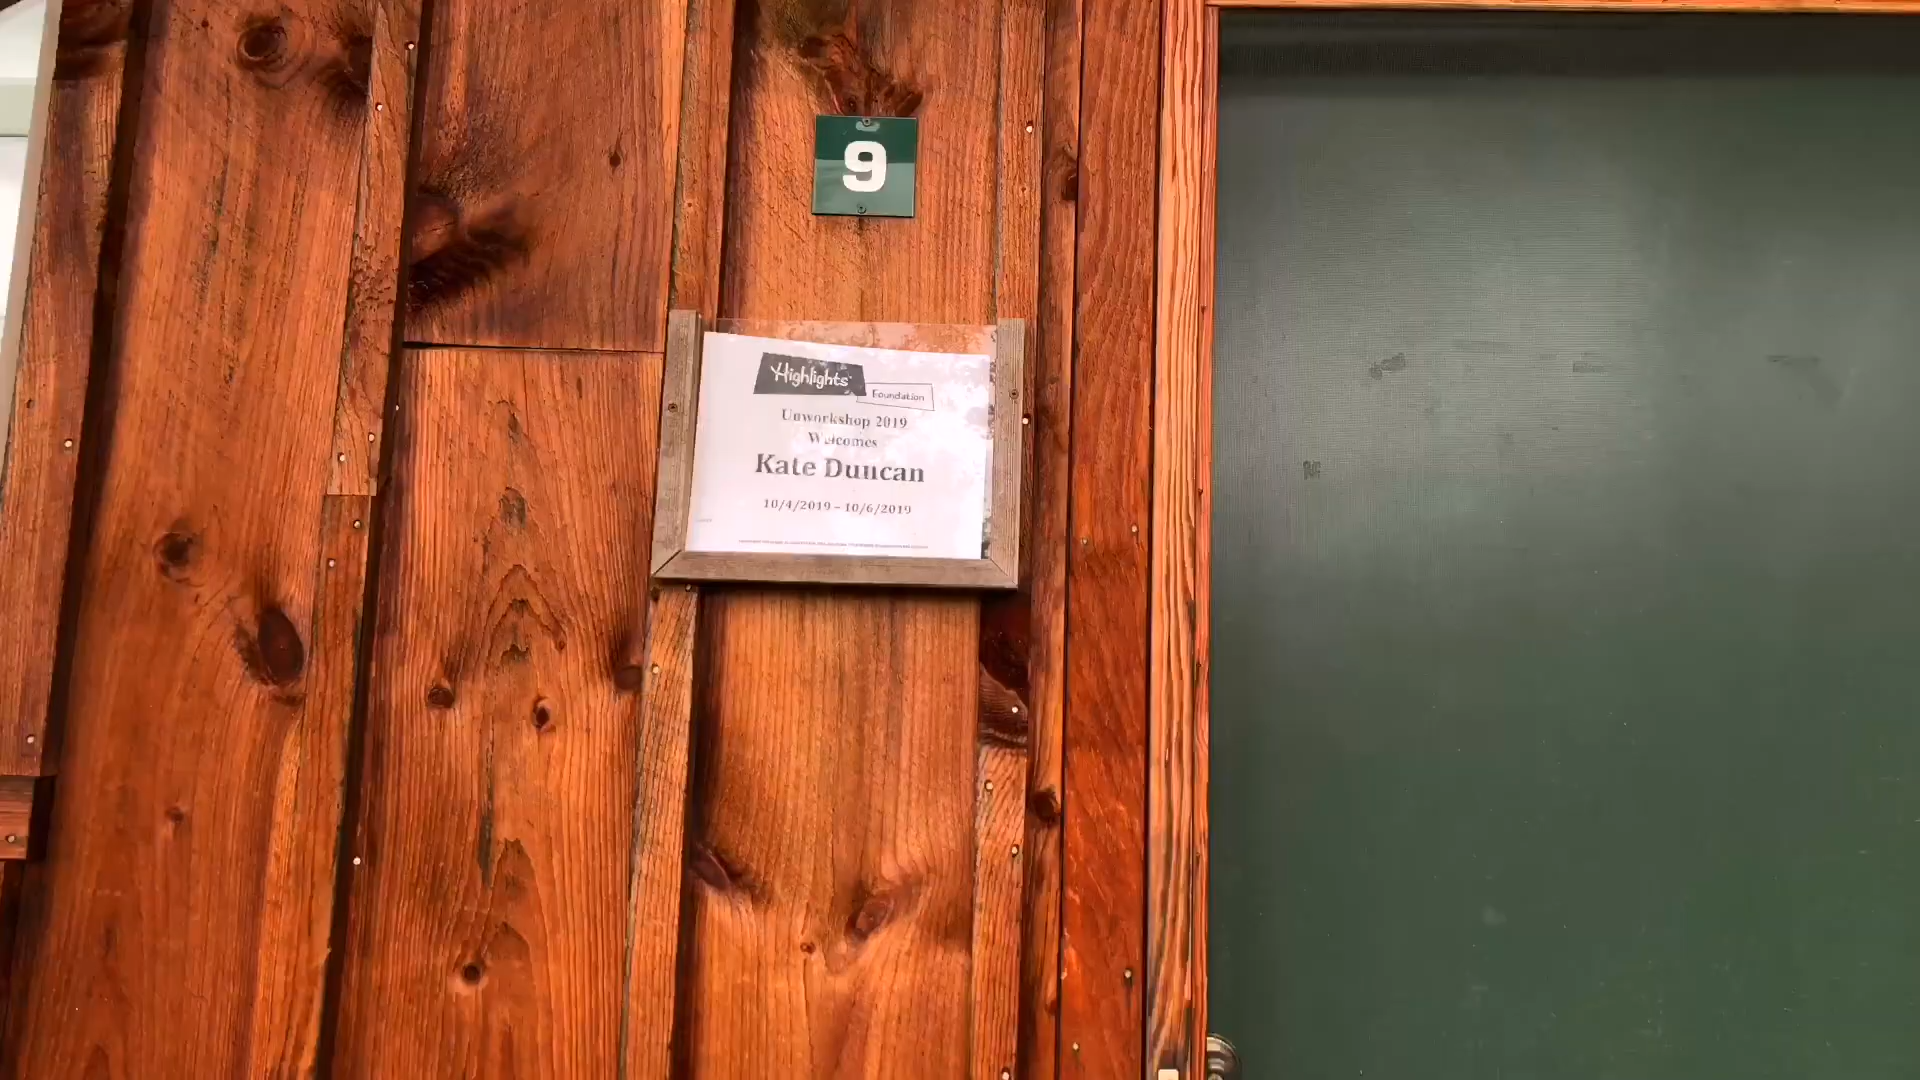 9
Highlights
Foundation
Unworkshop 2019
Welcomes
Kate Duncan
10/4/2019 - 10/6/2019